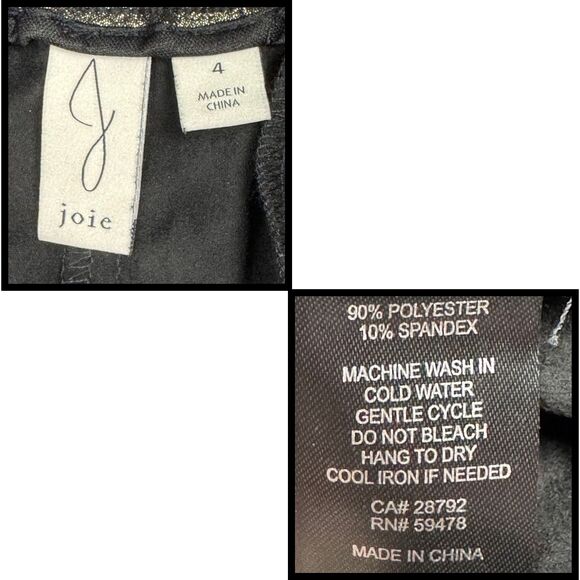 J
joie
4
MADE IN
CHINA
90% POLYESTER
10% SPANDEX
MACHINE WASH IN
COLD WATER
GENTLE CYCLE
DO NOT BLEACH
HANG TO DRY
COOL IRON IF NEEDED
CA# 28792
RN# 59478
MADE IN CHINA